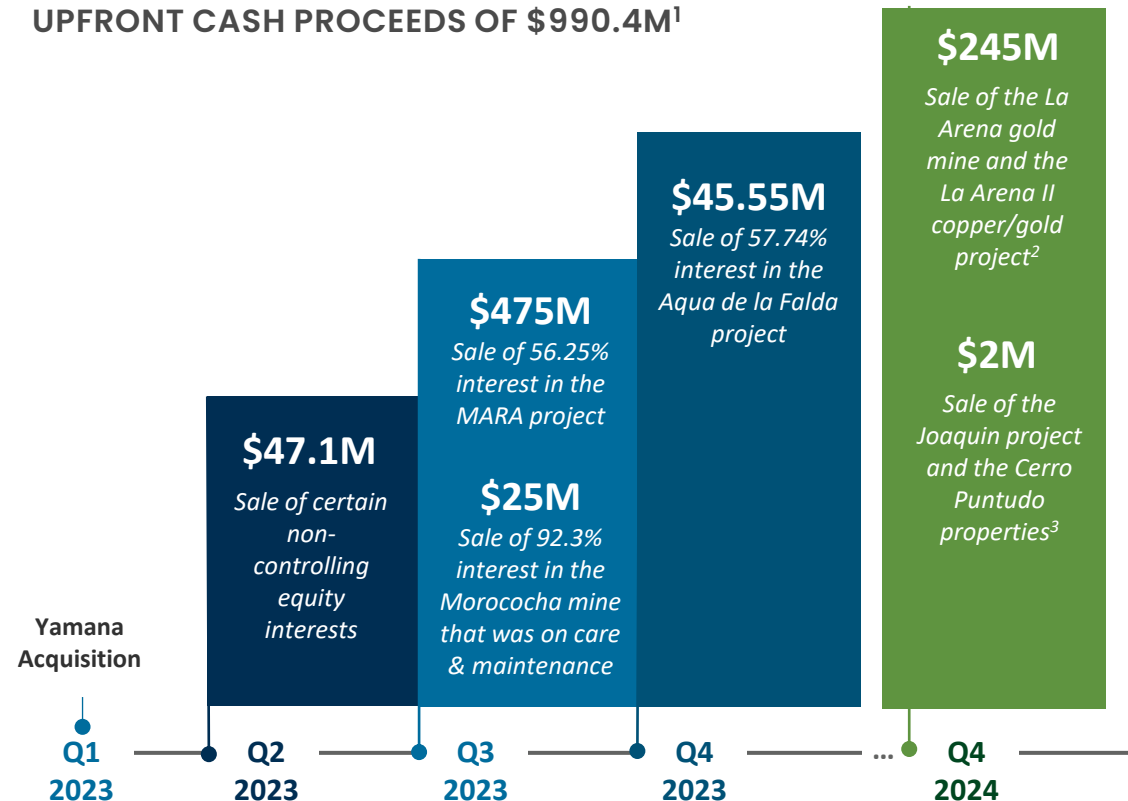 UPFRONT CASH PROCEEDS OF $990.4M¹
$245M
Sale of the La
Arena gold
mine and the
La Arena II
copper/gold
project²
$2M
Sale of the
Joaquin project
and the Cerro
Puntudo
properties³
$45.55M
Sale of 57.74%
interest in the
Aqua de la Falda
project
$475M
Sale of 56.25%
interest in the
MARA project
$25M
Sale of 92.3%
interest in the
Morococha mine
that was on care
& maintenance
$47.1M
Sale of certain
non-
controlling
equity
interests
Yamana
Acquisition
Q1
2023
Q2
2023
Q3
2023
Q4
2023
...
Q4
2024